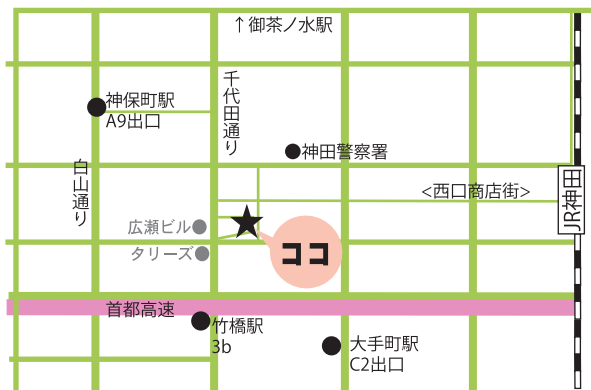 ↑御茶ノ水駅
千代田通り
神保町駅
A9出口
神田警察署
白山通り
<西口商店街>
JR神田
広瀬ビル
タリーズ
ココ
首都高速
竹橋駅
3b
大手町駅
C2出口